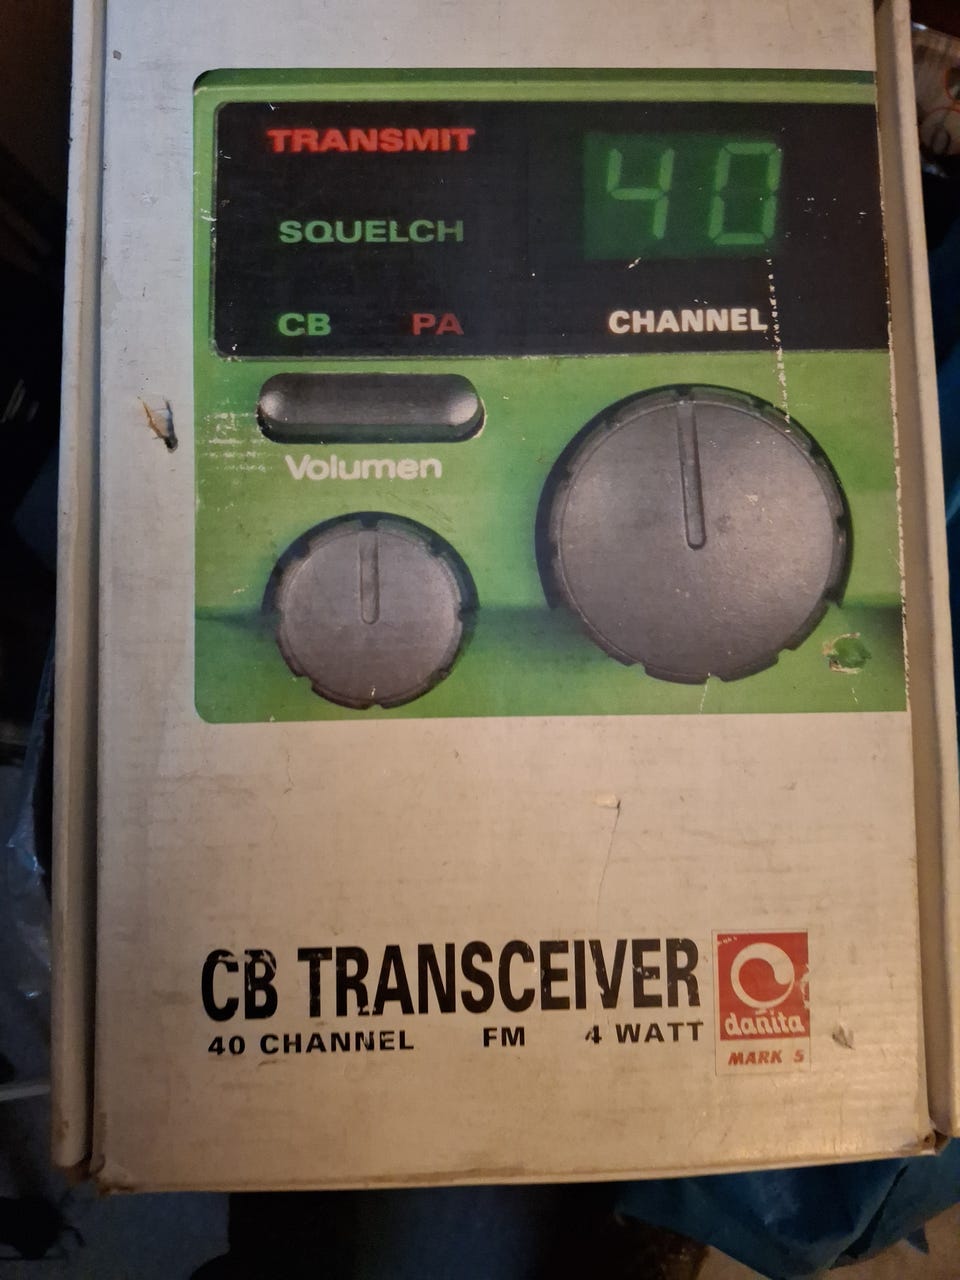 TRANSMIT
40
SQUELCH
CB PA
CHANNEL
Volumen
CB TRANSCEIVER
40 CHANNEL FM 4 WATT
danita
MARK 5